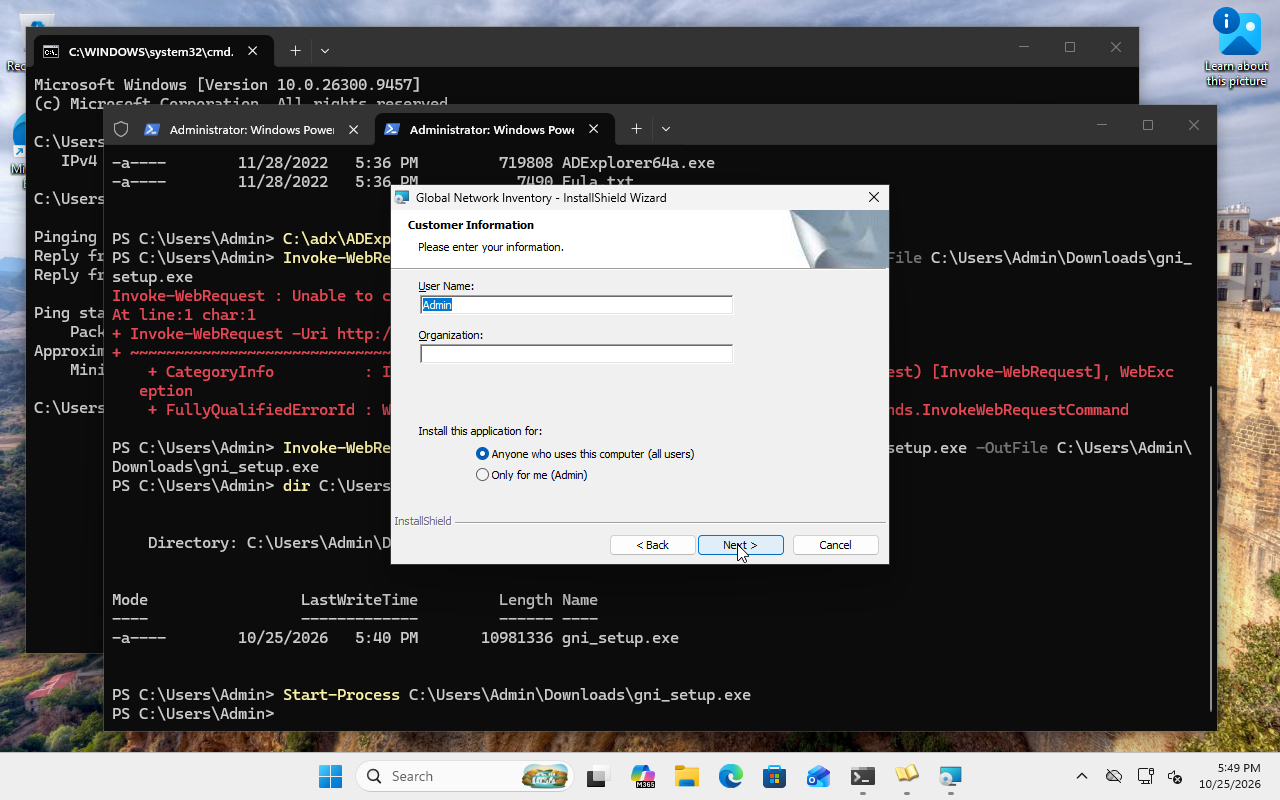 C:\WINDOWS\system32\cmd.
Learn about
this picture
Microsoft Windows [Version 10.0.26300.9457]
(c) Microsoft Corporation. All rights reserved
C:\Users
IPv4
C:\Users
Pinging
Reply fr
Reply fr
Ping sta
Pack
Approxim
Mini
C:\Users
Administrator: Windows Power
Administrator: Windows Powe
-a---- 11/28/2022 5:36 PM 719808 ADExplorer64a.exe
-a---- 11/28/2022 5:36 PM 7490 Eula.txt
PS C:\Users\Admin> C:\adx\ADExp
PS C:\Users\Admin> Invoke-WebRe File C:\Users\Admin\Downloads\gni_
setup.exe
Invoke-WebRequest : Unable to c
At line:1 char:1
+ Invoke-WebRequest -Uri http:/
+ ~~~~~~~~~~~~~~~~~~~~~~~~~~~~~
+ CategoryInfo : I est) [Invoke-WebRequest], WebExc
eption
+ FullyQualifiedErrorId : W nds.InvokeWebRequestCommand
PS C:\Users\Admin> Invoke-WebRe setup.exe -OutFile C:\Users\Admin\
Downloads\gni_setup.exe
PS C:\Users\Admin> dir C:\Users
Directory: C:\Users\Admin\D
Mode LastWriteTime Length Name
---- ------------- ------ ----
-a---- 10/25/2026 5:40 PM 10981336 gni_setup.exe
PS C:\Users\Admin> Start-Process C:\Users\Admin\Downloads\gni_setup.exe
PS C:\Users\Admin>
Global Network Inventory - InstallShield Wizard
Customer Information
Please enter your information.
User Name:
Admin
Organization:
Install this application for:
Anyone who uses this computer (all users)
Only for me (Admin)
InstallShield
< Back
Next >
Cancel
Search
M365
5:49 PM
10/25/2026